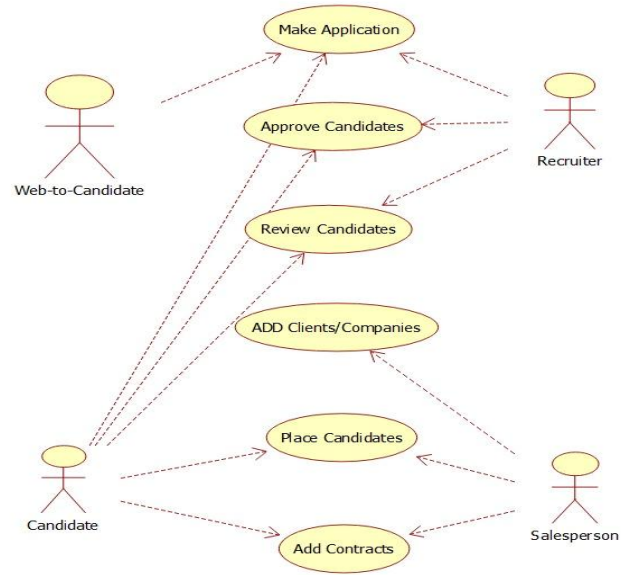 Make Application
Approve Candidates
Web-to-Candidate
Recruiter
Review Candidates
ADD Clients/Companies
Place Candidates
Candidate
Salesperson
Add Contracts